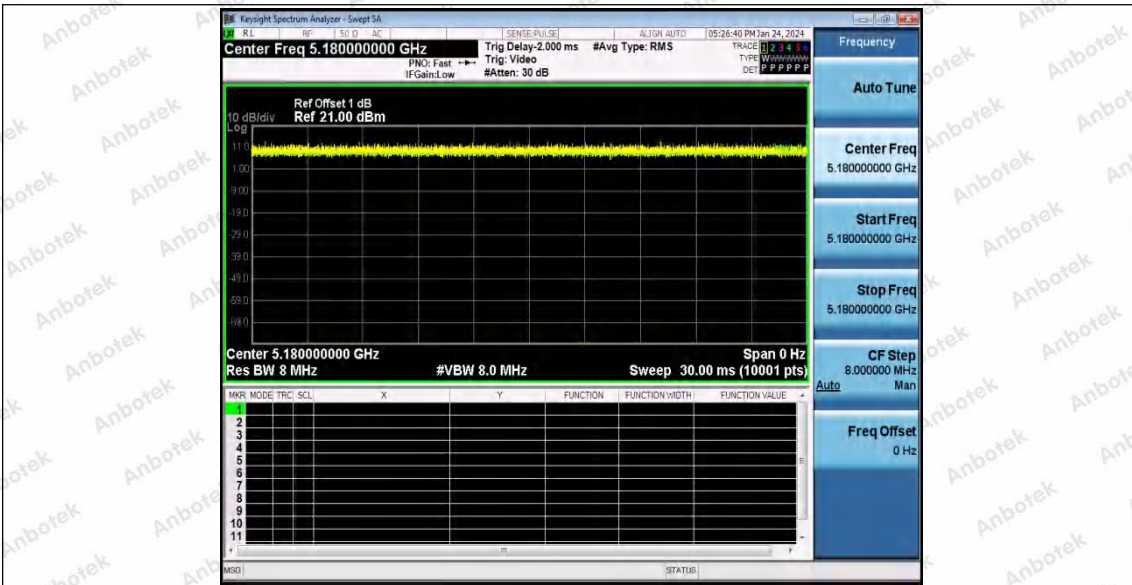 Keysight Spectrum Analyzer - Swept SA
RL RF 50 Ω AC SENSE:PULSE ALIGN AUTO 05:26:40 PM Jan 24, 2024
Center Freq 5.180000000 GHz
PNO: Fast
IFGain:Low
Trig Delay-2.000 ms
Trig: Video
#Atten: 30 dB
#Avg Type: RMS
TRACE 1 2 3 4 5 6
TYPE WWWWWW
DET P P P P P P
Ref Offset 1 dB
10 dB/div Ref 21.00 dBm
Log
11.0
1.00
-9.00
-19.0
-29.0
-39.0
-49.0
-59.0
-69.0
Center 5.180000000 GHz Span 0 Hz
Res BW 8 MHz #VBW 8.0 MHz Sweep 30.00 ms (10001 pts)
MKR MODE TRC SCL X Y FUNCTION FUNCTION WIDTH FUNCTION VALUE
1
2
3
4
5
6
7
8
9
10
11
MSG STATUS
Frequency
Auto Tune
Center Freq
5.180000000 GHz
Start Freq
5.180000000 GHz
Stop Freq
5.180000000 GHz
CF Step
8.000000 MHz
Auto Man
Freq Offset
0 Hz
Anbotek